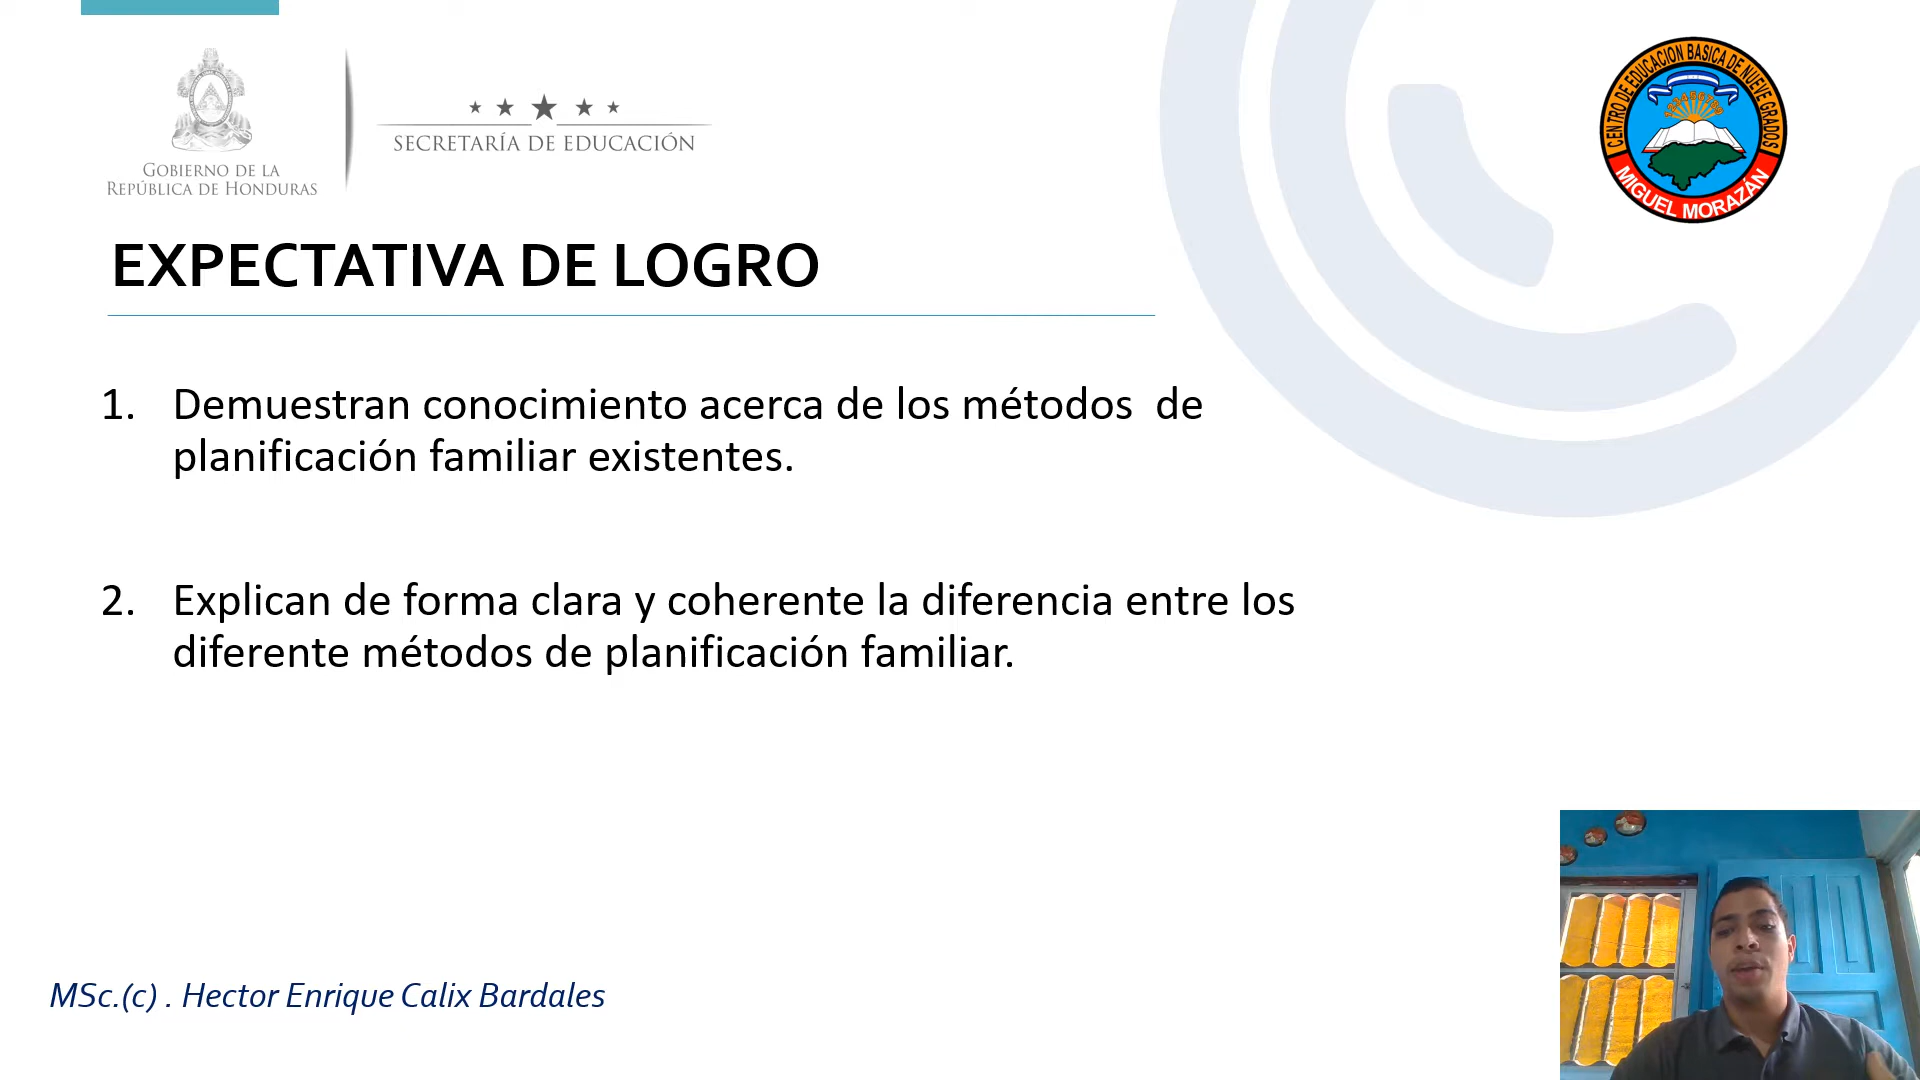 GOBIERNO DE LA
REPÚBLICA DE HONDURAS
SECRETARÍA DE EDUCACIÓN
CENTRO DE EDUCACION BASICA DE NUEVE GRADOS
MIGUEL MORAZÁN
EXPECTATIVA DE LOGRO
1. Demuestran conocimiento acerca de los métodos de
planificación familiar existentes.
2. Explican de forma clara y coherente la diferencia entre los
diferente métodos de planificación familiar.
MSc.(c) . Hector Enrique Calix Bardales